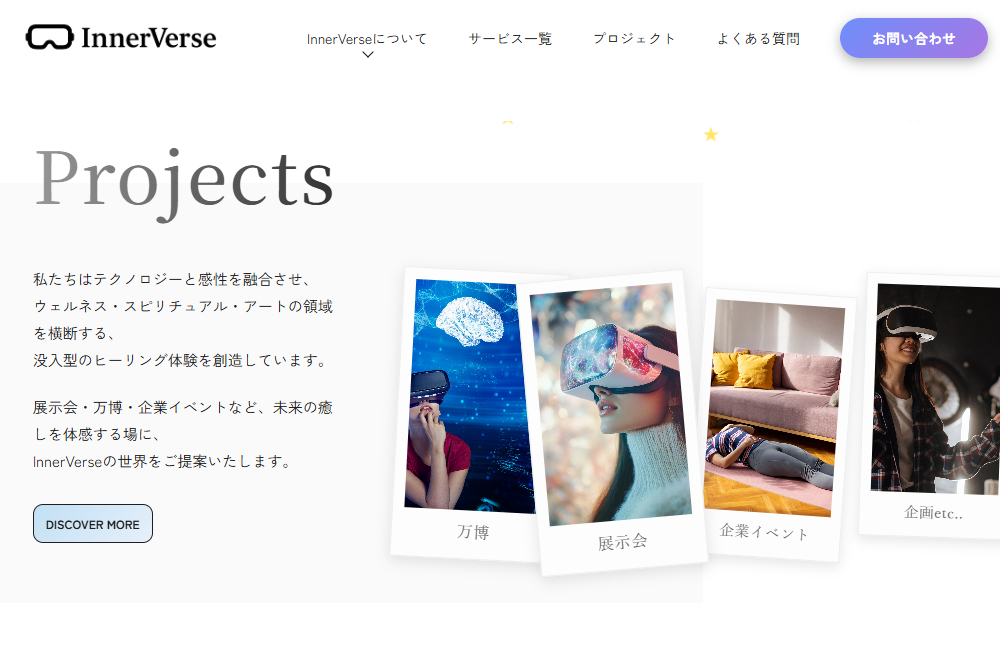 InnerVerse
InnerVerseについて
サービス一覧
プロジェクト
よくある質問
お問い合わせ
Projects
私たちはテクノロジーと感性を融合させ、
ウェルネス・スピリチュアル・アートの領域
を横断する、
没入型のヒーリング体験を創造しています。
展示会・万博・企業イベントなど、未来の癒
しを体感する場に、
InnerVerseの世界をご提案いたします。
DISCOVER MORE
万博
展示会
企業イベント
企画etc..